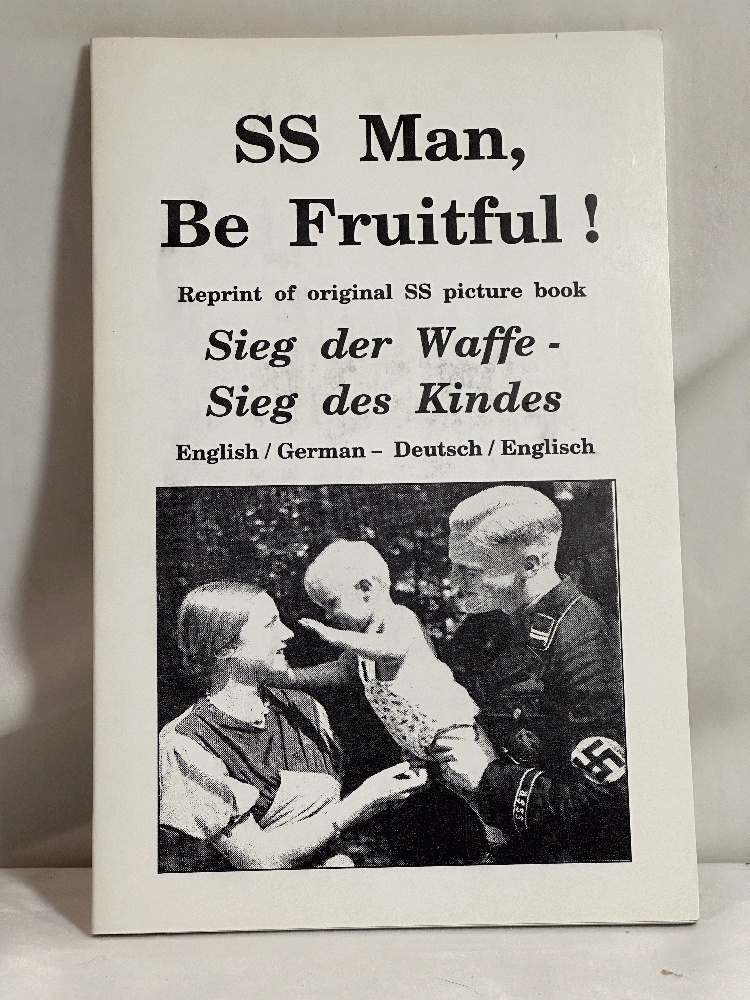 SS Man,
Be Fruitful !
Reprint of original SS picture book
Sieg der Waffe -
Sieg des Kindes
English / German – Deutsch / Englisch